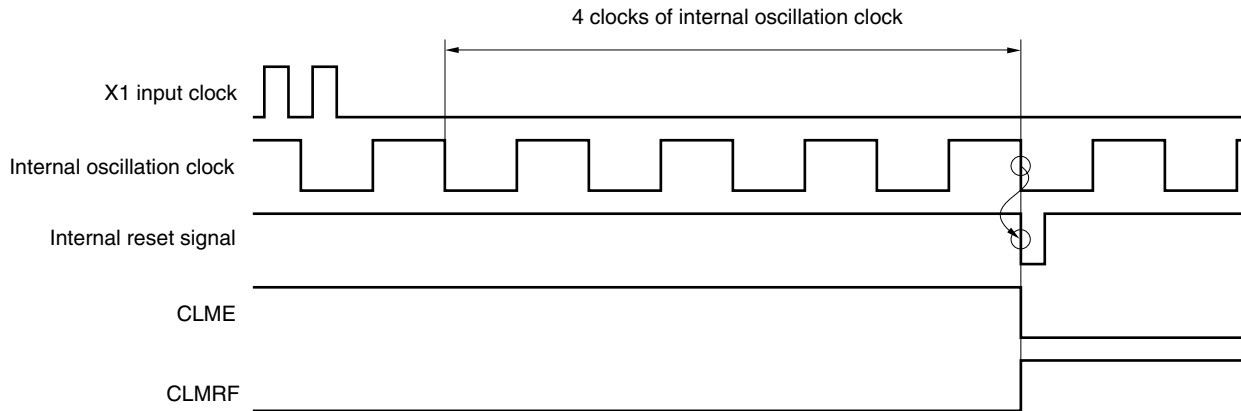 4 clocks of internal oscillation clock
X1 input clock
Internal oscillation clock
Internal reset signal
CLME
CLMRF